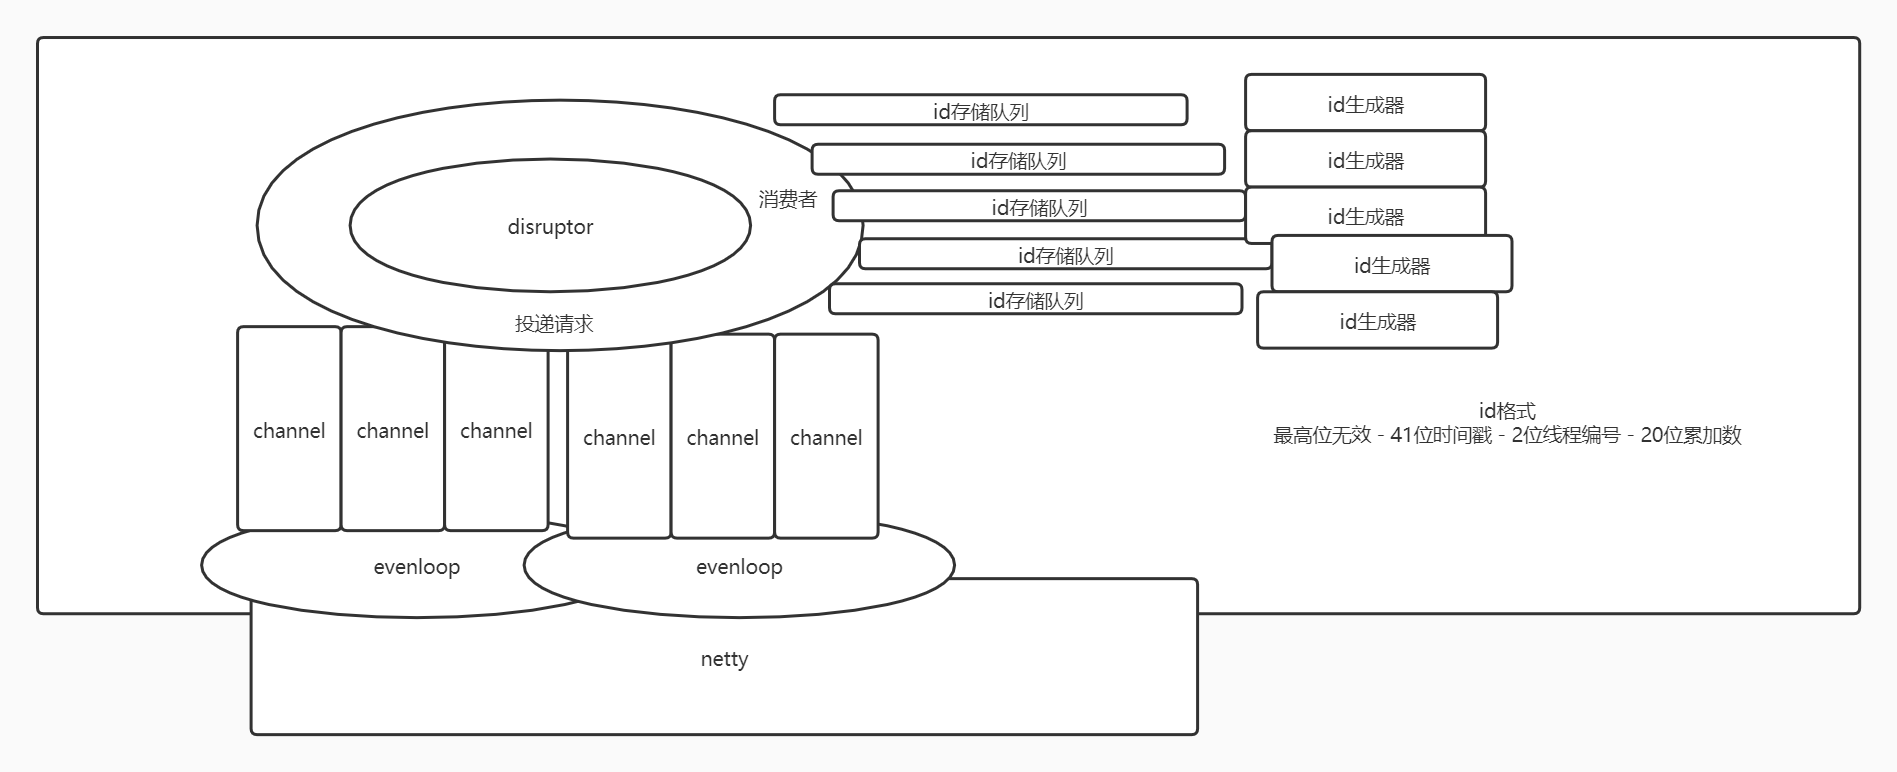 id存储队列
id存储队列
id存储队列
id存储队列
id存储队列
id生成器
id生成器
id生成器
id生成器
id生成器
消费者
disruptor
投递请求
channel
channel
channel
channel
channel
channel
id格式
最高位无效 - 41位时间戳 - 2位线程编号 - 20位累加数
evenloop
evenloop
netty